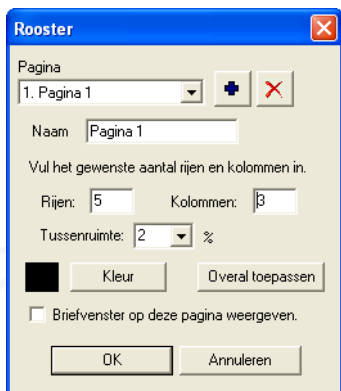 Rooster
Pagina
1. Pagina 1
Naam Pagina 1
Vul het gewenste aantal rijen en kolommen in.
Rijen: 5 Kolommen: 3
Tussenruimte: 2 %
Kleur Overal toepassen
Briefvenster op deze pagina weergeven.
OK Annuleren